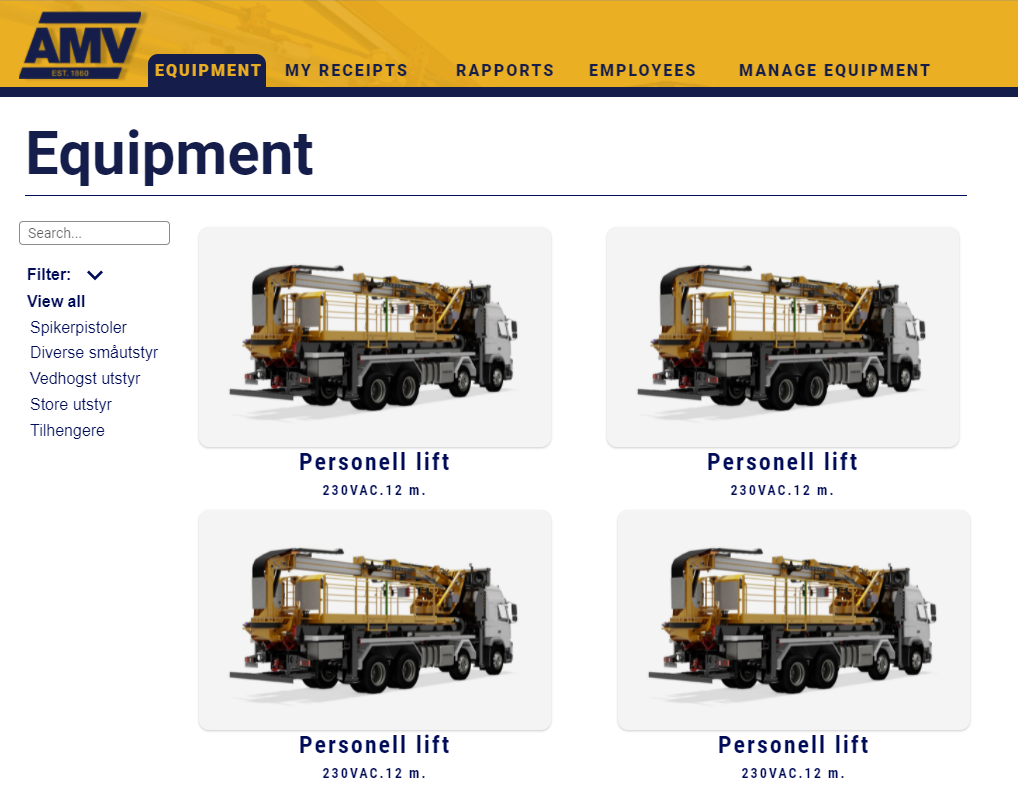 AMV
EST. 1860
EQUIPMENT MY RECEIPTS RAPPORTS EMPLOYEES MANAGE EQUIPMENT
Equipment
Search...
Filter:
View all
Spikerpistoler
Diverse småutstyr
Vedhogst utstyr
Store utstyr
Tilhengere
Personell lift
230VAC.12 m.
Personell lift
230VAC.12 m.
Personell lift
230VAC.12 m.
Personell lift
230VAC.12 m.